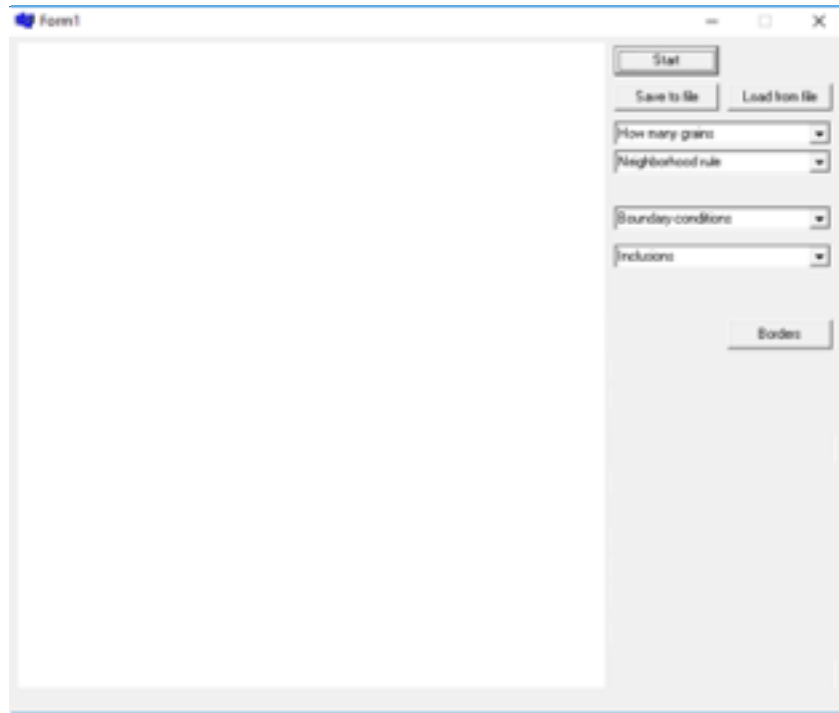 Form1
Start
Save to file Load from file
How many grains
Neighborhood rule
Boundary conditions
Inclusions
Borders